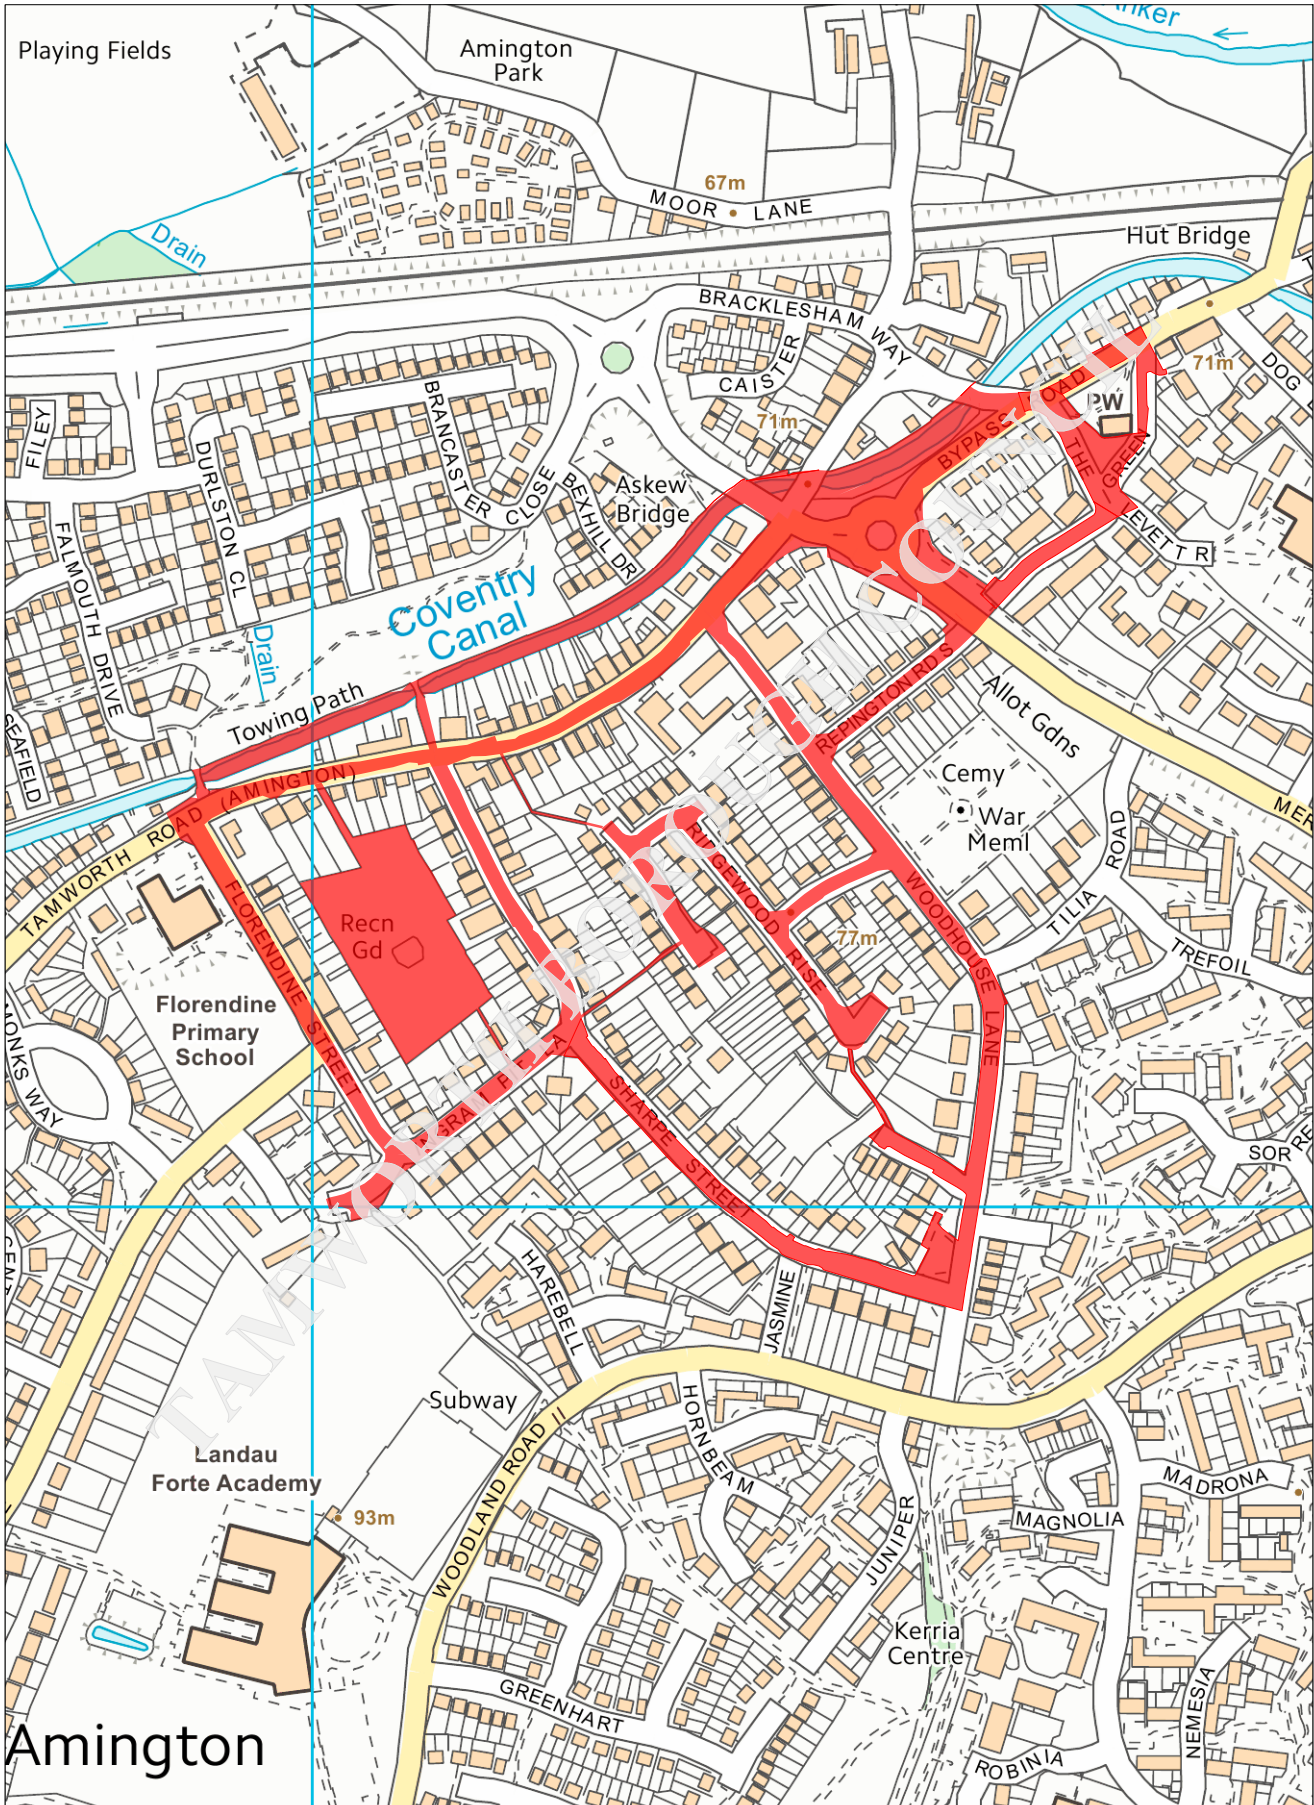 Playing Fields
Amington
Park
nker
67m
MOOR LANE
Drain
Hut Bridge
BRACKLESHAM WAY
CAISTER
71m
71m
DOG
FILEY
BRANCASTER CLOSE
DURLSTON CL
BEXHILL DR
Askew
Bridge
BYPASS ROAD
PW
THE GREEN
LEVETT R
FALMOUTH DRIVE
Coventry
Canal
Drain
Towing Path
SEAFIELD
REPINGTON RD S
Allot Gdns
Cemy
War
Meml
MER
TAMWORTH ROAD (AMINGTON)
TILIA ROAD
TREFOIL
Recn
Gd
RIDGEWOOD RISE
77m
WOODHOUSE LANE
FLORENDINE STREET
Florendine
Primary
School
MONKS WAY
SHARPE STREET
SOR RE
HAREBELL
JASMINE
Subway
WOODLAND ROAD
HORNBEAM
JUNIPER
MADRONA
MAGNOLIA
Landau
Forte Academy
93m
Kerria
Centre
GREENHART
NEMESIA
ROBINIA
Amington
TAMWORTH BOROUGH COUNCIL